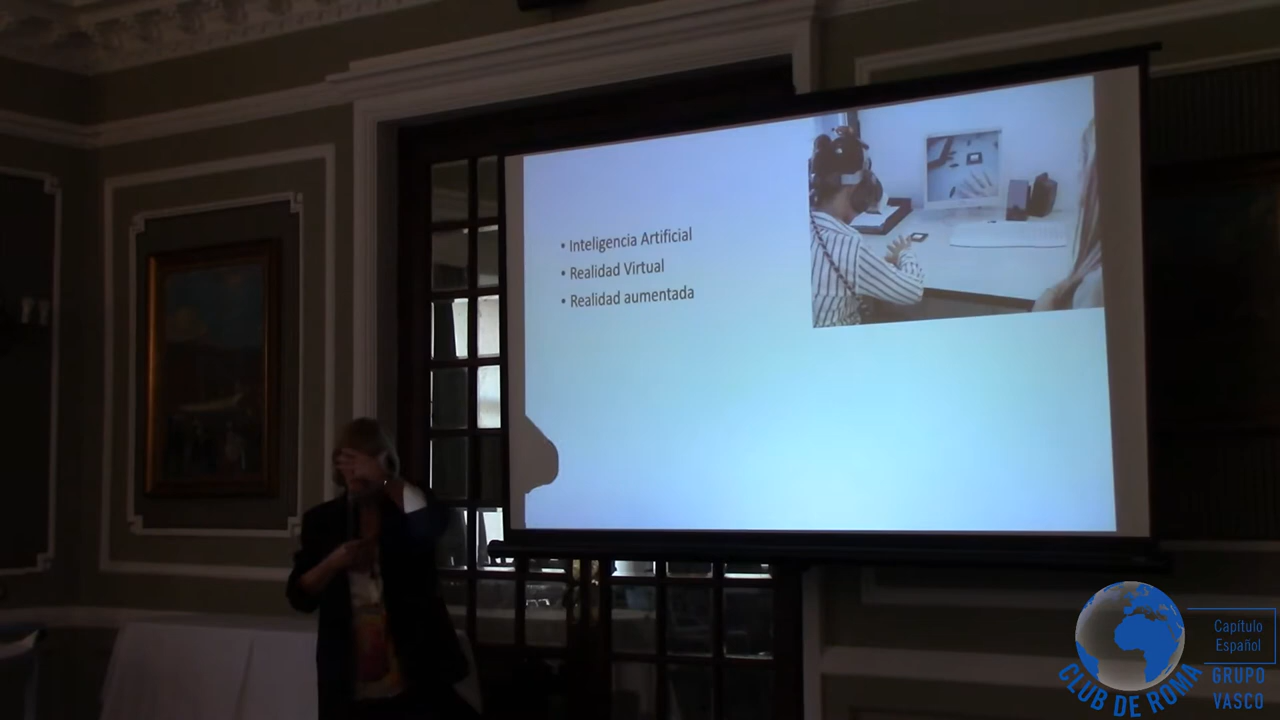 • Inteligencia Artificial
• Realidad Virtual
• Realidad aumentada
Capítulo
Español
GRUPO
VASCO
CLUB DE ROMA